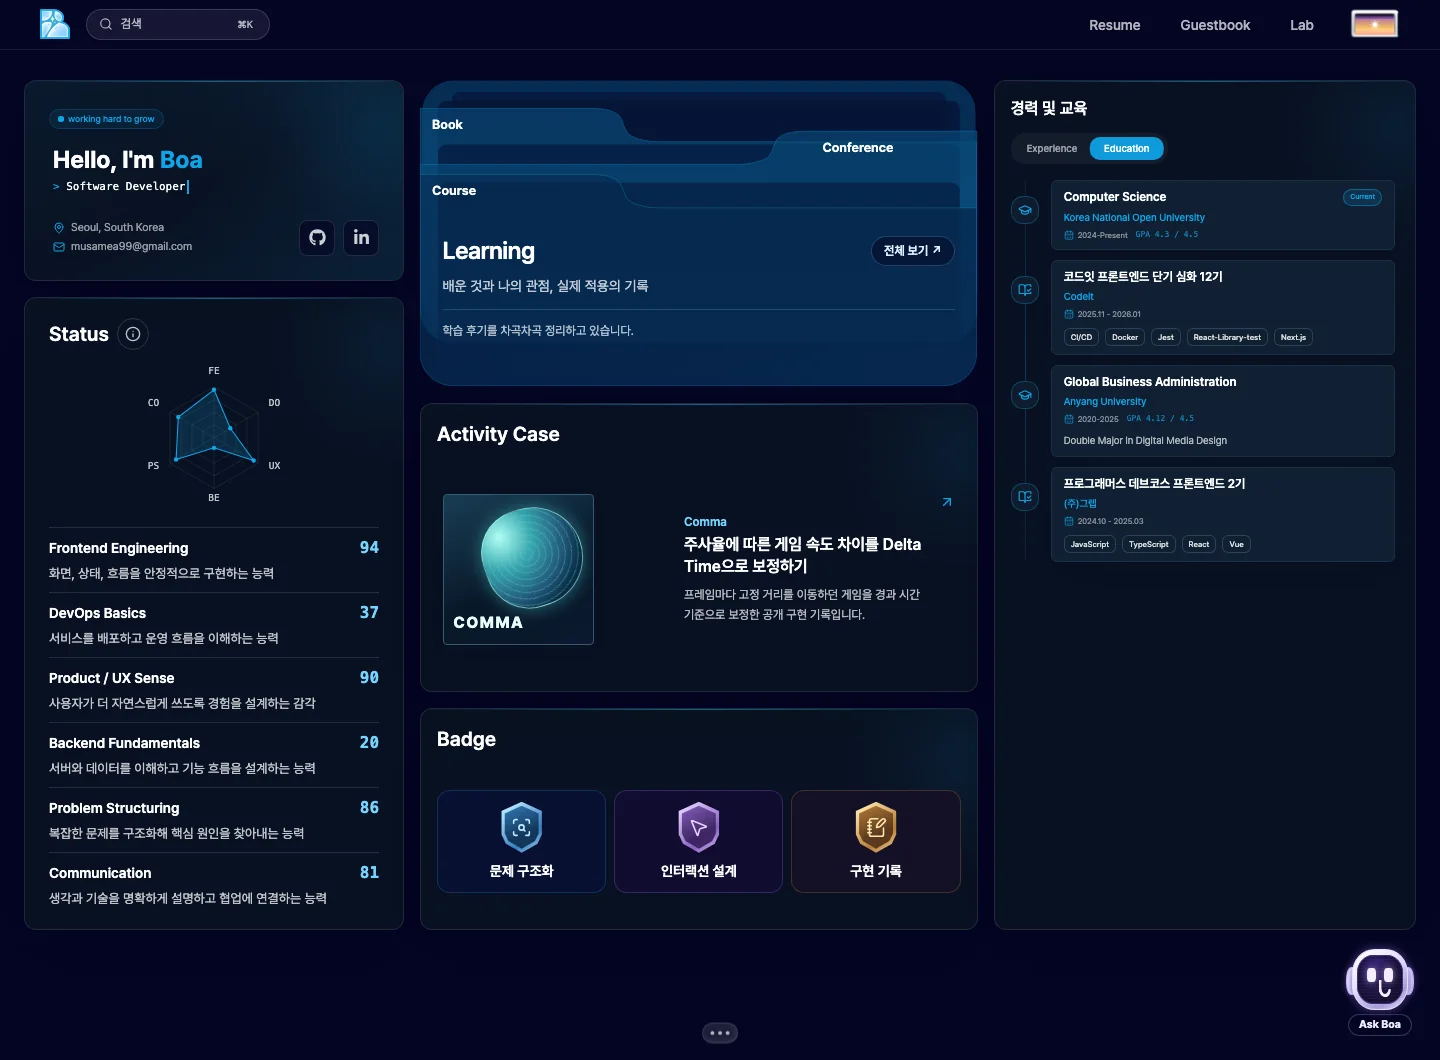 검색 ⌘K
Resume Guestbook Lab
working hard to grow
Hello, I'm Boa
> Software Developer
Seoul, South Korea
musamea99@gmail.com
in
Status
FE
CO DO
PS UX
BE
Frontend Engineering 94
화면, 상태, 흐름을 안정적으로 구현하는 능력
DevOps Basics 37
서비스를 배포하고 운영 흐름을 이해하는 능력
Product / UX Sense 90
사용자가 더 자연스럽게 쓰도록 경험을 설계하는 감각
Backend Fundamentals 20
서버와 데이터를 이해하고 기능 흐름을 설계하는 능력
Problem Structuring 86
복잡한 문제를 구조화해 핵심 원인을 찾아내는 능력
Communication 81
생각과 기술을 명확하게 설명하고 협업에 연결하는 능력
Book
Conference
Course
Learning
전체 보기
배운 것과 나의 관점, 실제 적용의 기록
학습 후기를 차곡차곡 정리하고 있습니다.
Activity Case
COMMA
Comma
주사율에 따른 게임 속도 차이를 Delta
Time으로 보정하기
프레임마다 고정 거리를 이동하던 게임을 경과 시간
기준으로 보정한 공개 구현 기록입니다.
Badge
문제 구조화
인터랙션 설계
구현 기록
경력 및 교육
Experience Education
Computer Science Current
Korea National Open University
2024-Present GPA 4.3 / 4.5
코드잇 프론트엔드 단기 심화 12기
Codeit
2025.11 - 2026.01
CI/CD Docker Jest React-Library-test Next.js
Global Business Administration
Anyang University
2020-2025 GPA 4.12 / 4.5
Double Major in Digital Media Design
프로그래머스 데브코스 프론트엔드 2기
(주)그렙
2024.10 - 2025.03
JavaScript TypeScript React Vue
Ask Boa